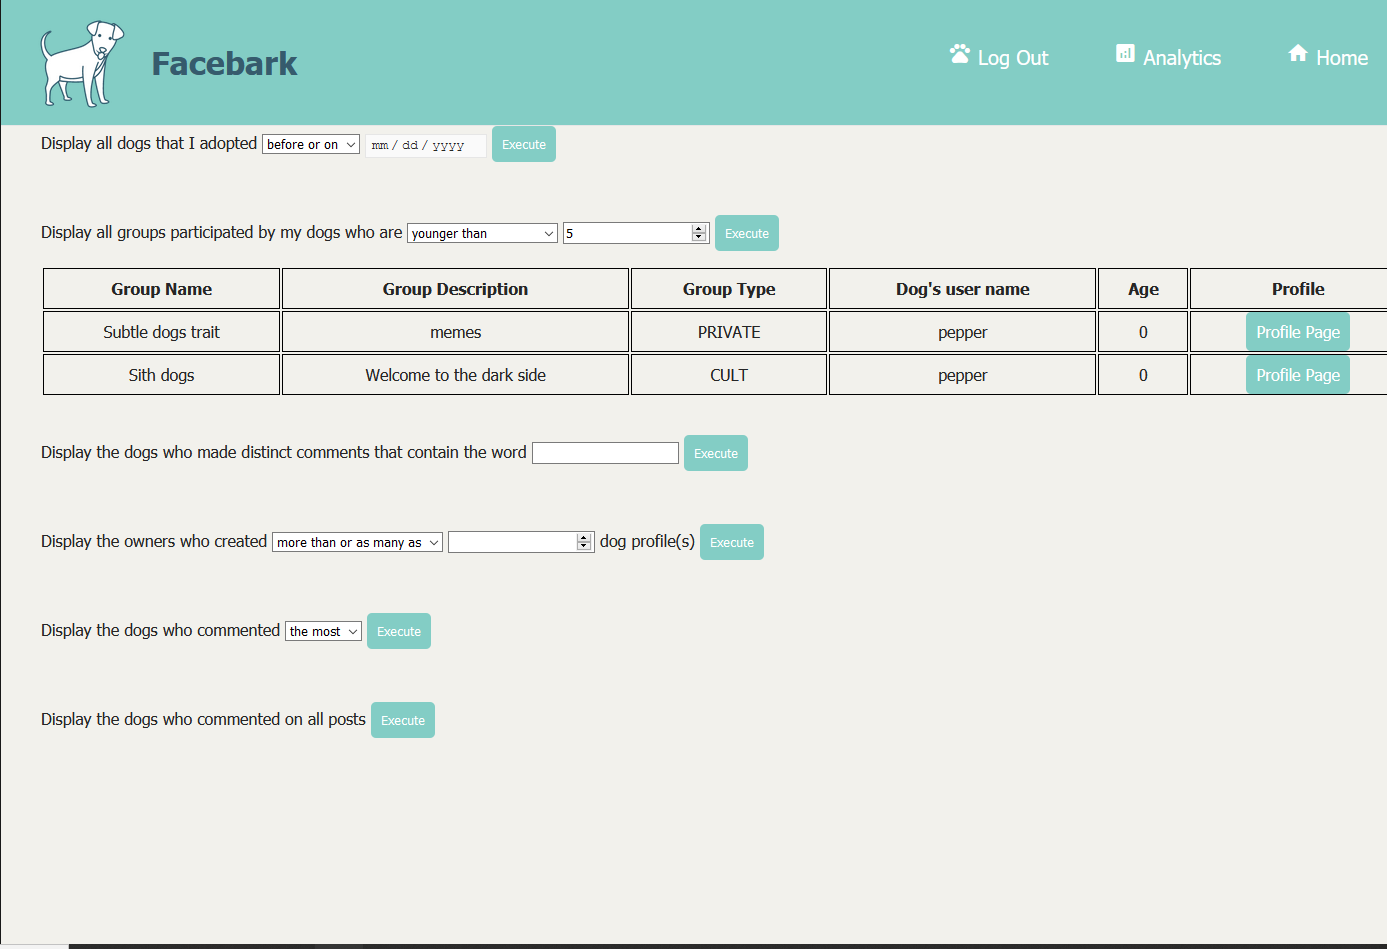 Facebark
Log Out Analytics Home
Display all dogs that I adopted before or on mm / dd / yyyy Execute
Display all groups participated by my dogs who are younger than 5 Execute
Group Name Group Description Group Type Dog's user name Age Profile
Subtle dogs trait memes PRIVATE pepper 0 Profile Page
Sith dogs Welcome to the dark side CULT pepper 0 Profile Page
Display the dogs who made distinct comments that contain the word Execute
Display the owners who created more than or as many as dog profile(s) Execute
Display the dogs who commented the most Execute
Display the dogs who commented on all posts Execute